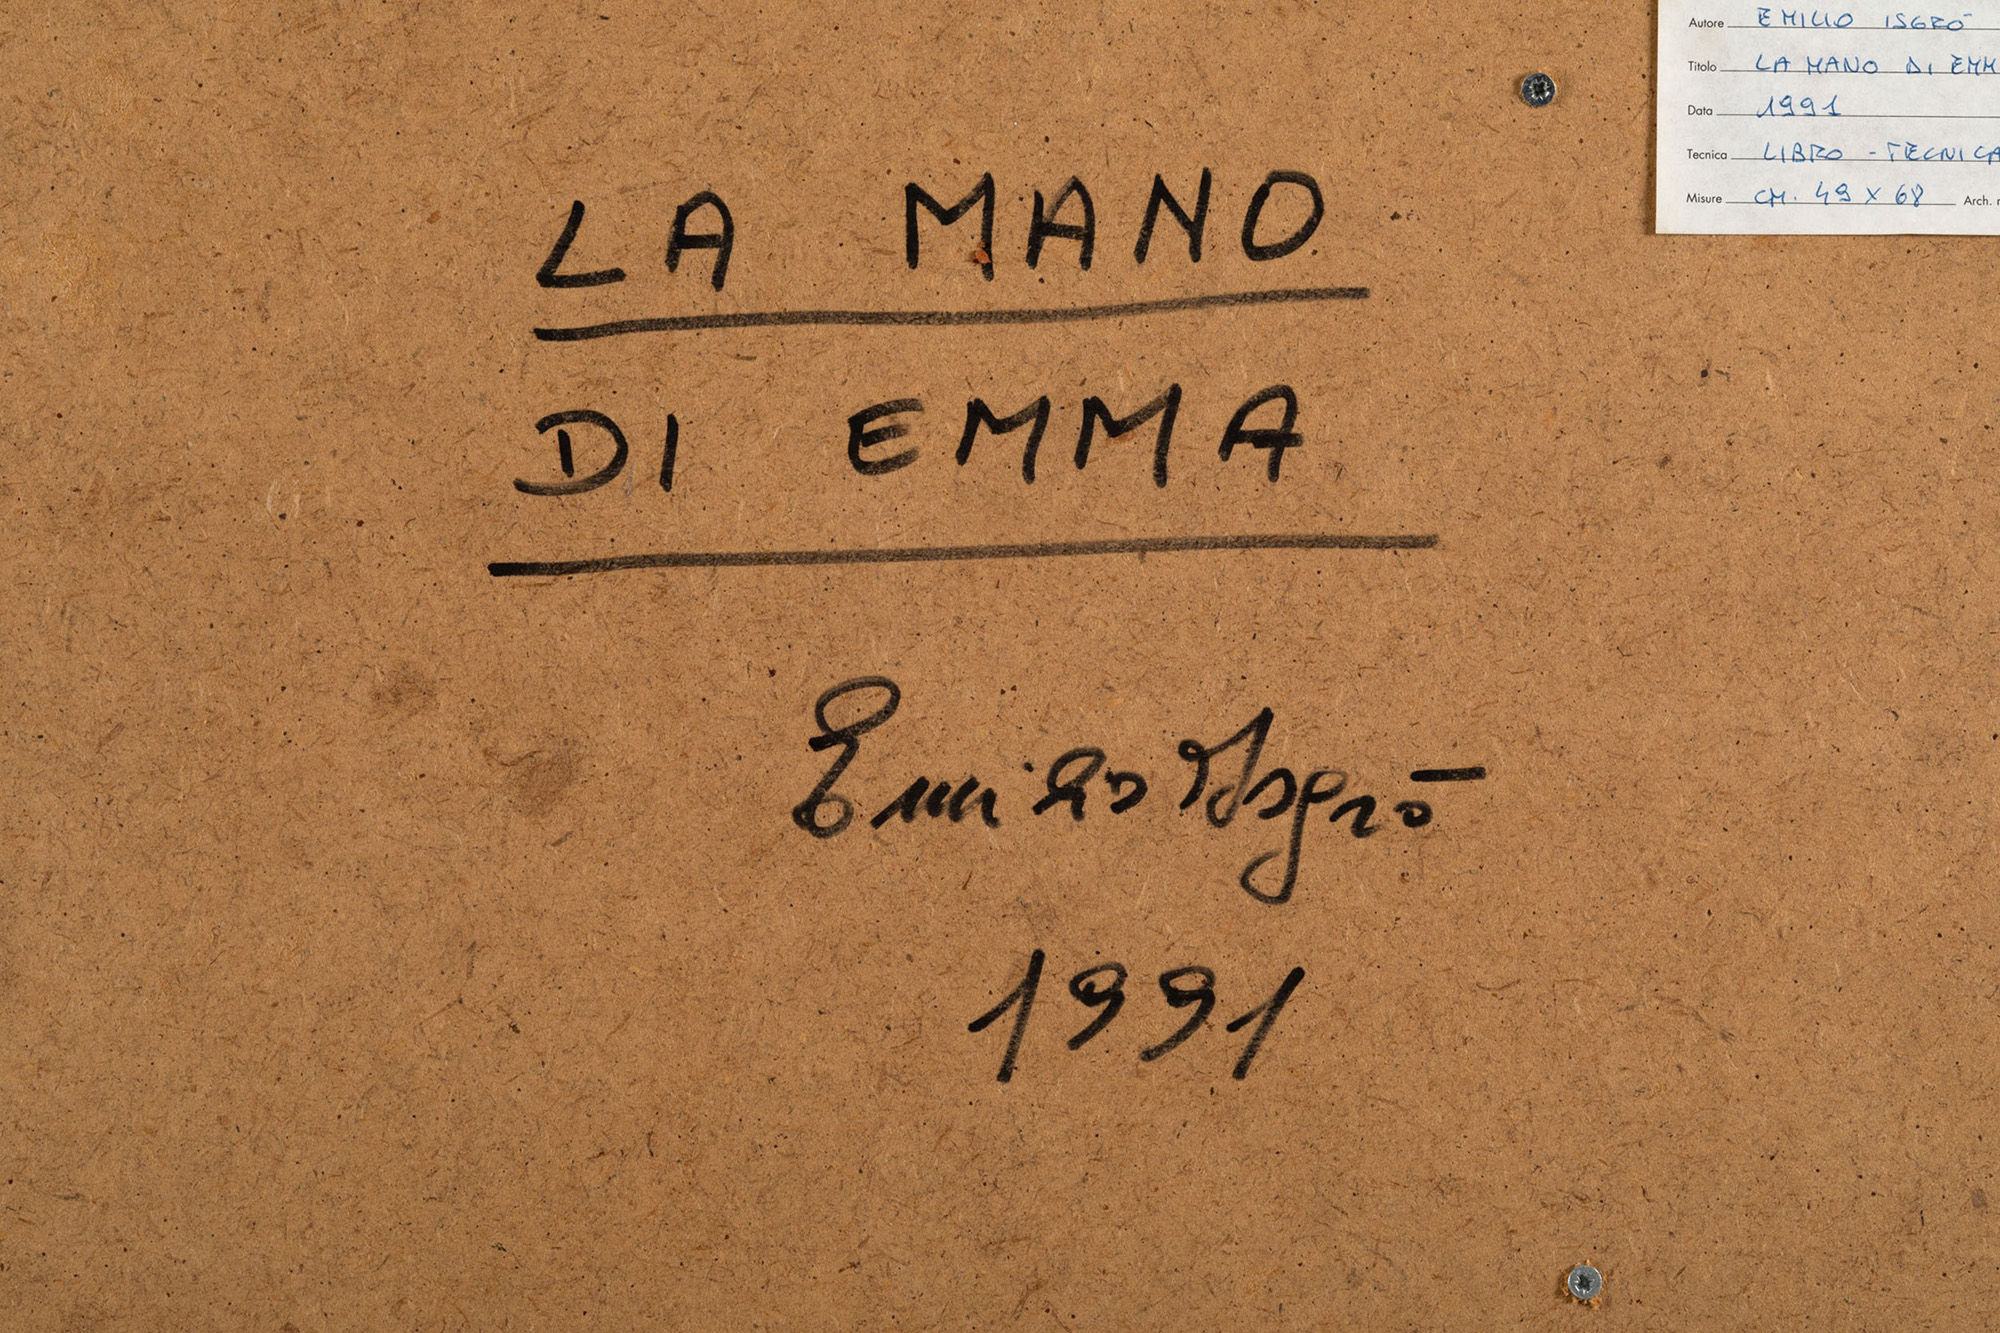 Autore EMILIO ISGRÒ
Titolo LA MANO DI EMM
Data 1991
Tecnica LIBRO - TECNICA
Misure CM. 49 X 68 Arch.
LA MANO
DI EMMA
Emilio Isgrò
1991